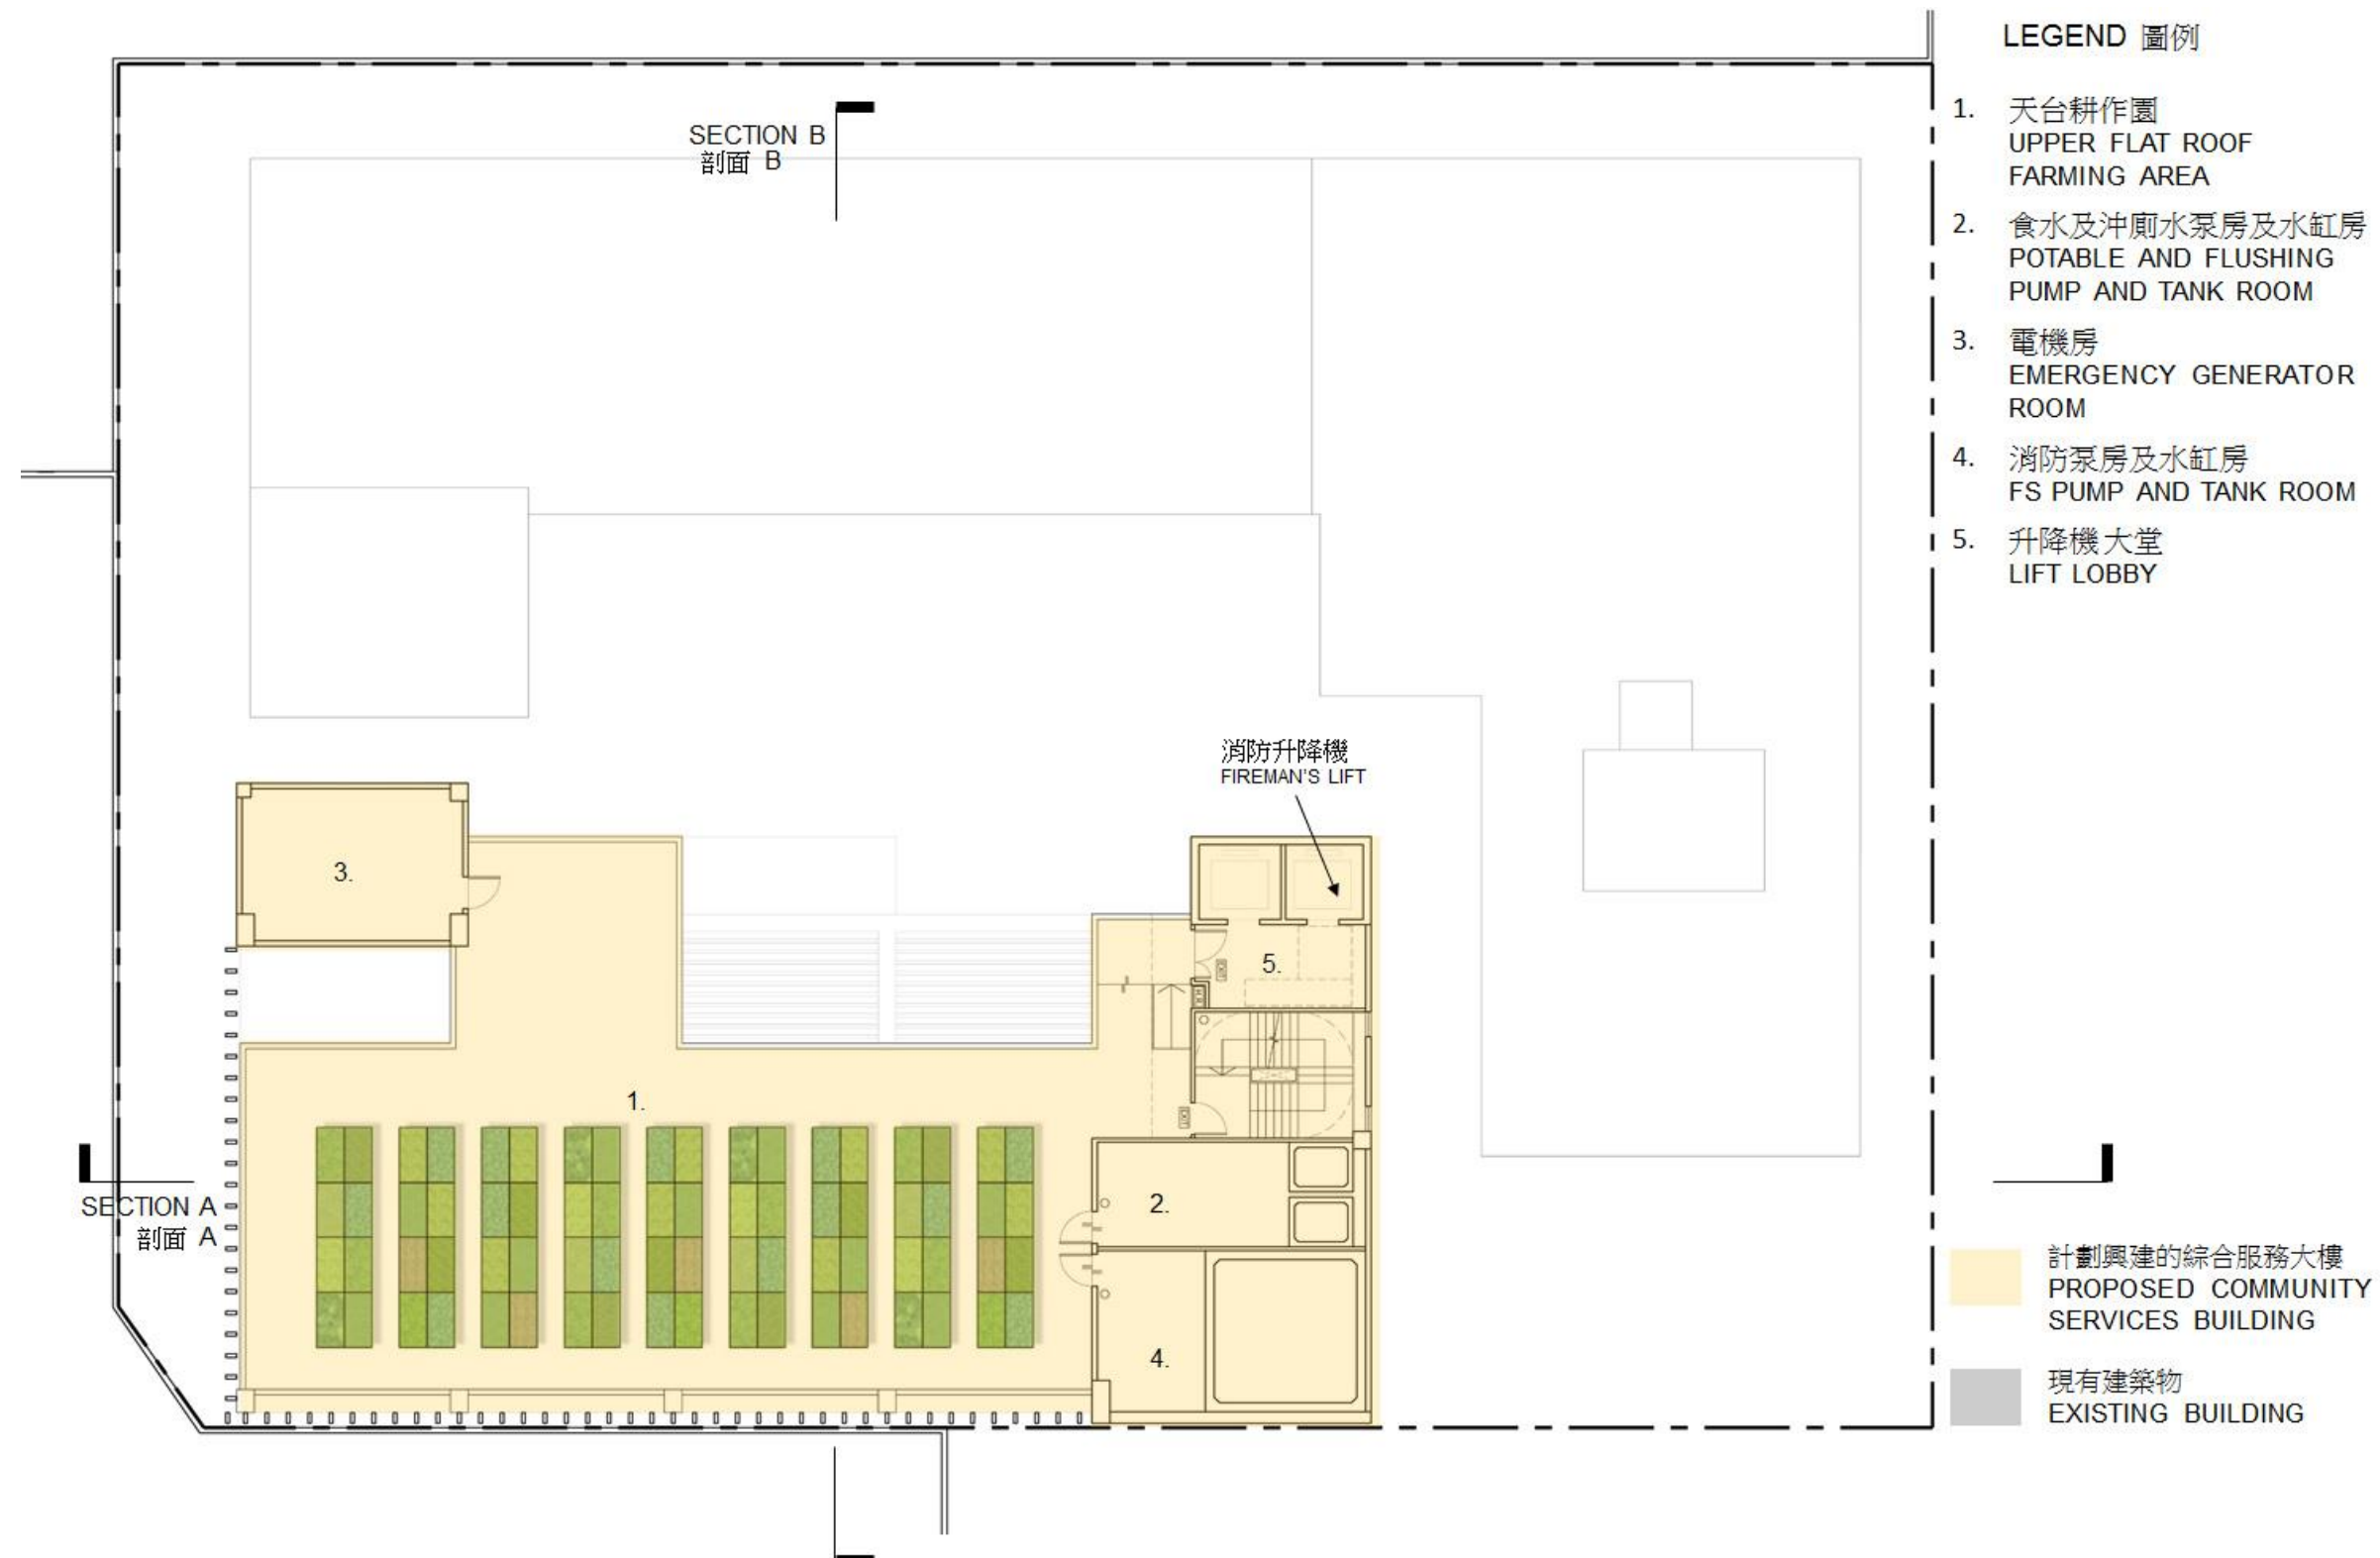 LEGEND 圖例
1. 天台耕作園
UPPER FLAT ROOF
FARMING AREA
2. 食水及沖廁水泵房及水缸房
POTABLE AND FLUSHING
PUMP AND TANK ROOM
3. 電機房
EMERGENCY GENERATOR
ROOM
4. 消防泵房及水缸房
FS PUMP AND TANK ROOM
5. 升降機大堂
LIFT LOBBY
SECTION B
剖面 B
消防升降機
FIREMAN'S LIFT
3.
5.
1.
2.
4.
SECTION A
剖面 A
計劃興建的綜合服務大樓
PROPOSED COMMUNITY
SERVICES BUILDING
現有建築物
EXISTING BUILDING